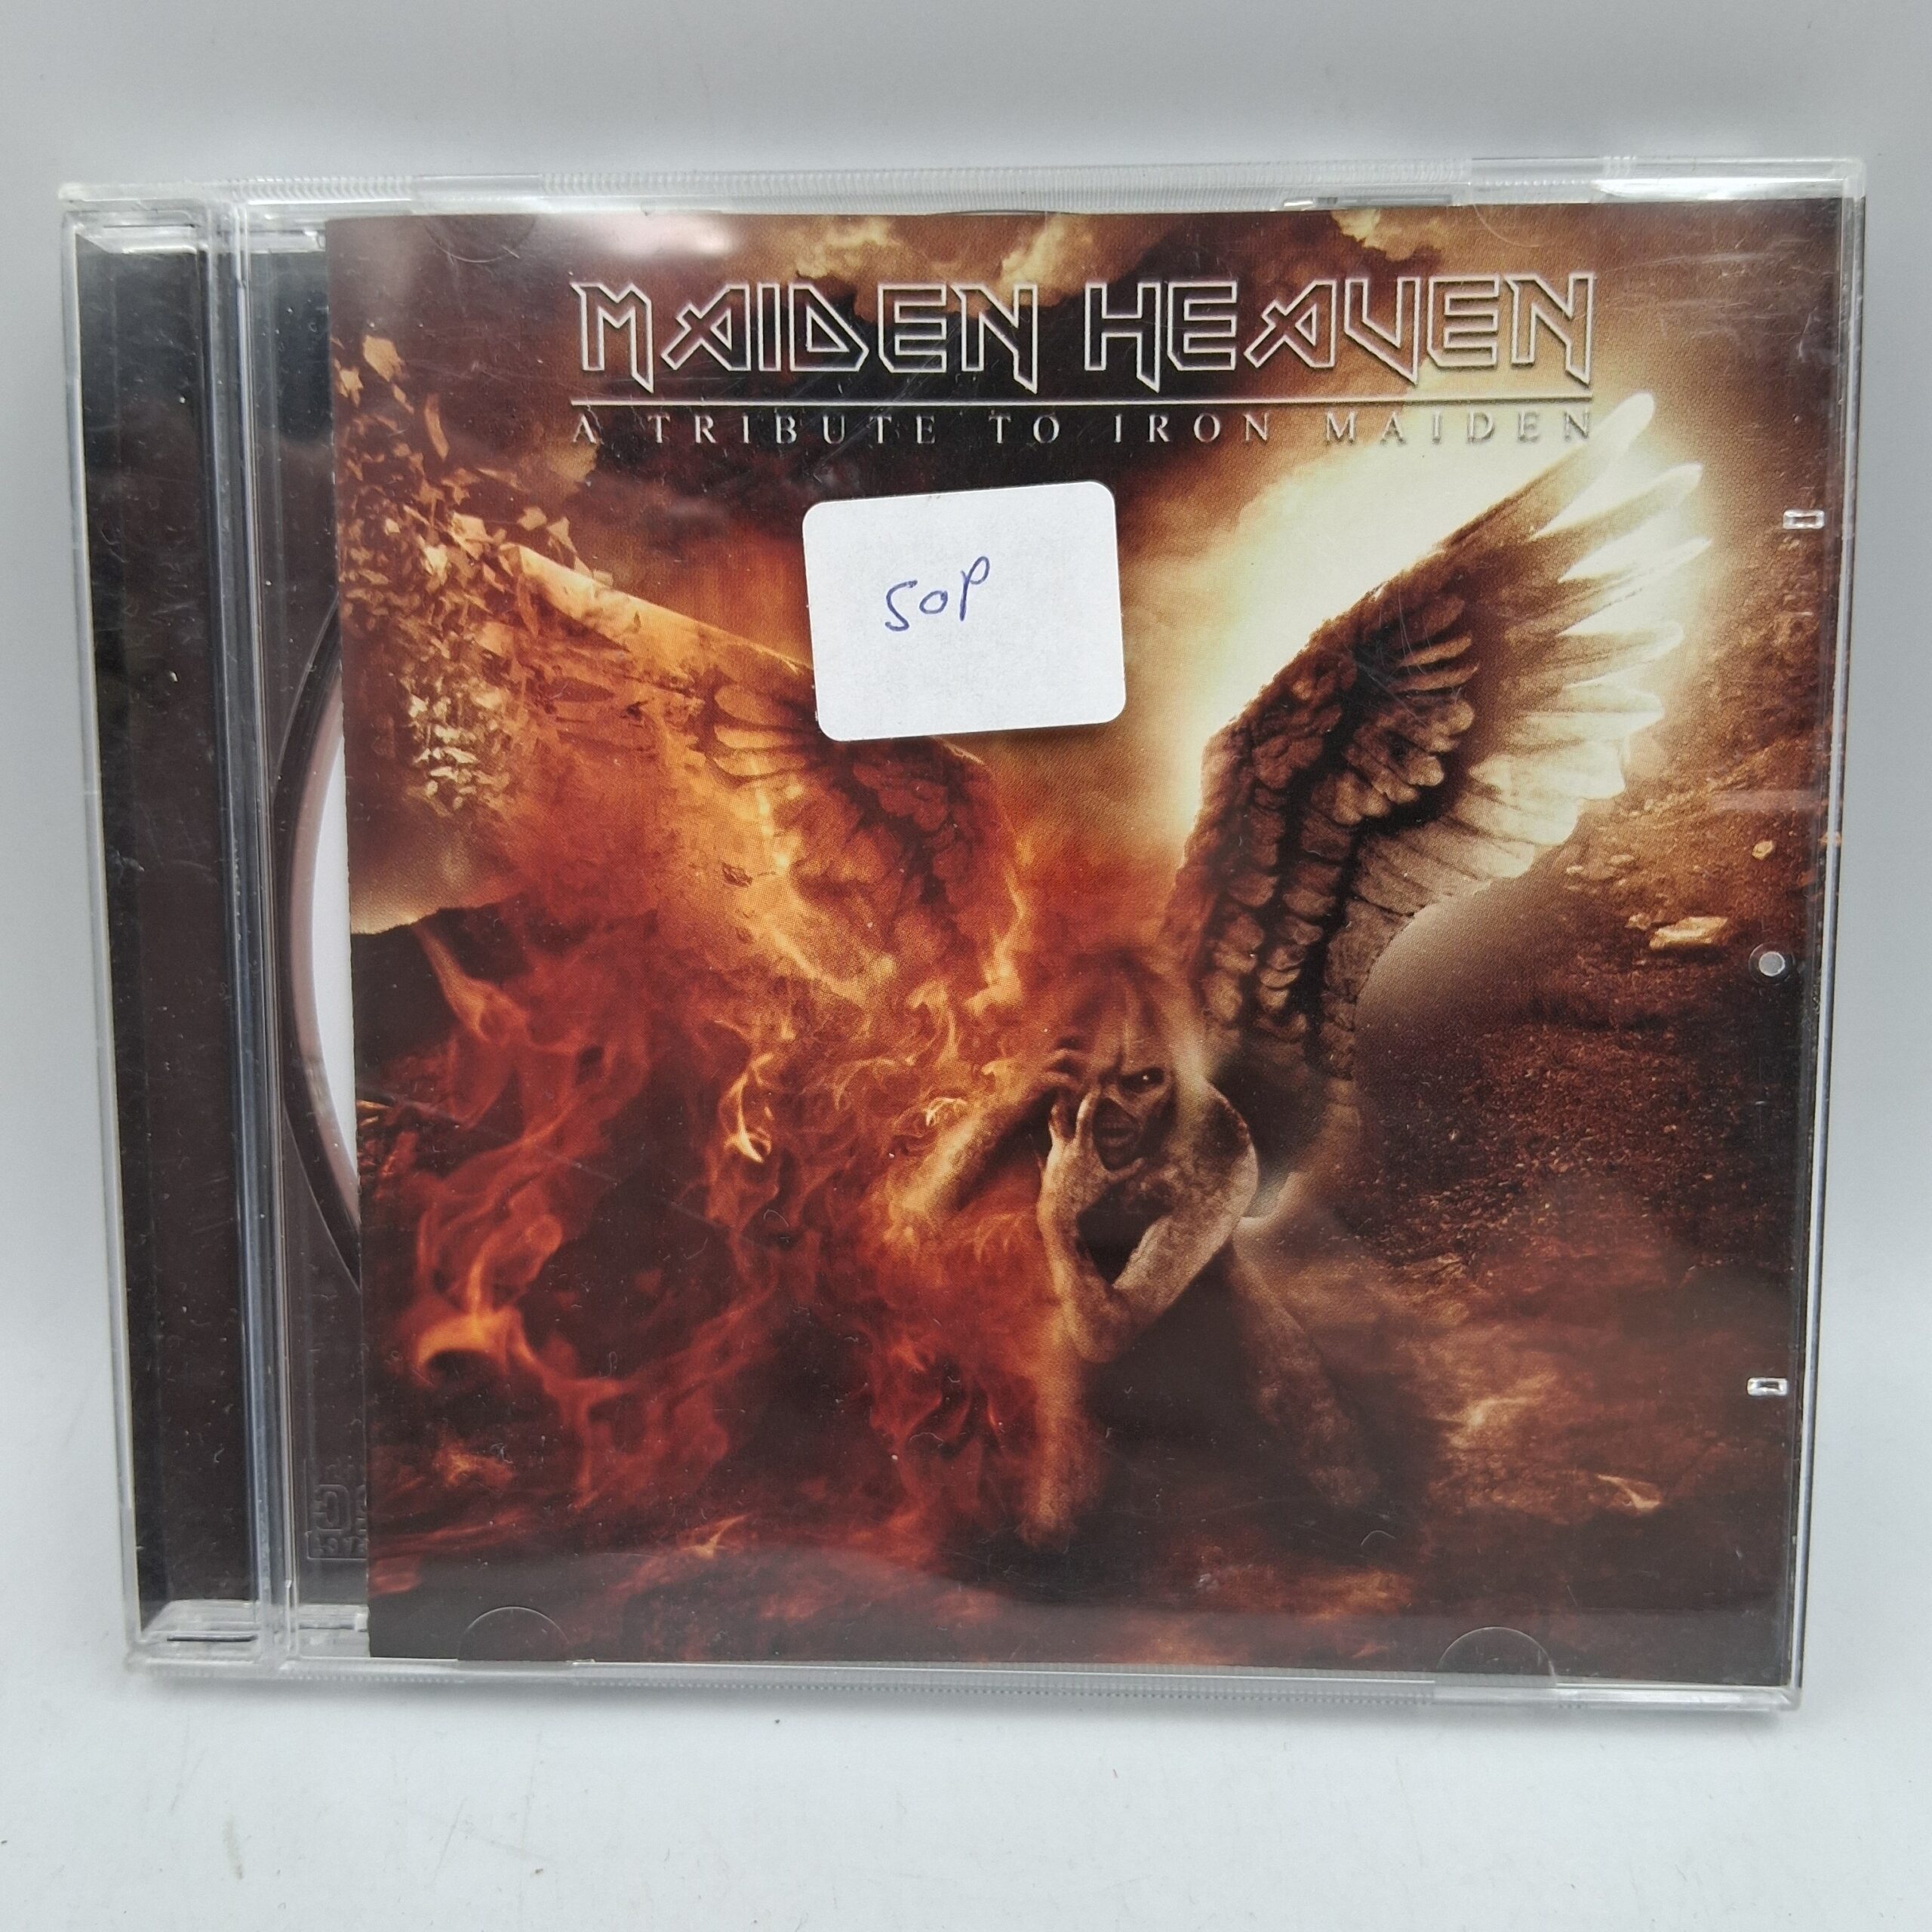 MAIDEN HEAVEN
A TRIBUTE TO IRON MAIDEN
50P